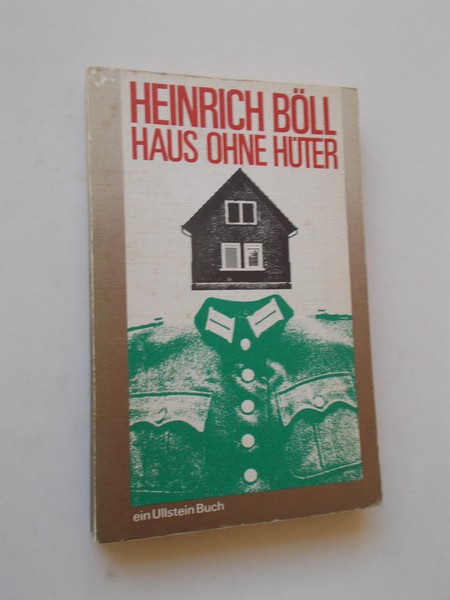 HEINRICH BÖLL
HAUS OHNE HÜTER
ein Ullstein Buch